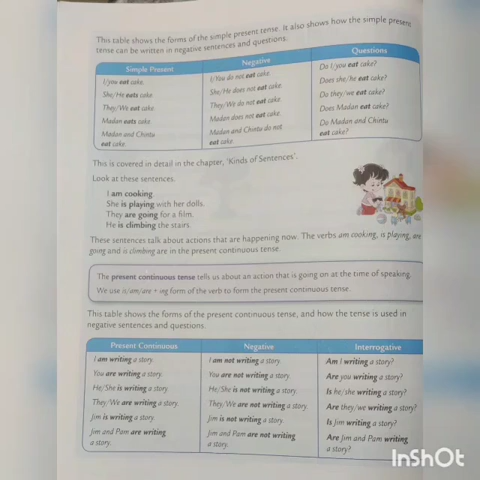 This table shows the forms of the simple present tense. It also shows how the simple present
tense can be written in negative sentences and questions.
Simple Present Negative Questions
I/you eat cake. I/You do not eat cake. Do I/you eat cake?
She/He eats cake. She/He does not eat cake. Does she/he eat cake?
They/We eat cake. They/We do not eat cake. Do they/we eat cake?
Madan eats cake. Madan does not eat cake. Does Madan eat cake?
Madan and Chintu Madan and Chintu do not Do Madan and Chintu
eat cake. eat cake. eat cake?
This is covered in detail in the chapter, 'Kinds of Sentences'.
Look at these sentences.
I am cooking.
She is playing with her dolls.
They are going for a film.
He is climbing the stairs.
These sentences talk about actions that are happening now. The verbs am cooking, is playing, are
going and is climbing are in the present continuous tense.
The present continuous tense tells us about an action that is going on at the time of speaking.
We use is/am/are + -ing form of the verb to form the present continuous tense.
This table shows the forms of the present continuous tense, and how the tense is used in
negative sentences and questions.
Present Continuous Negative Interrogative
I am writing a story. I am not writing a story. Am I writing a story?
You are writing a story. You are not writing a story. Are you writing a story?
He/She is writing a story. He/She is not writing a story. Is he/she writing a story?
They/We are writing a story. They/We are not writing a story. Are they/we writing a story?
Jim is writing a story. Jim is not writing a story. Is Jim writing a story?
Jim and Pam are writing Jim and Pam are not writing Are Jim and Pam writing
a story. a story. a story?
InShOt